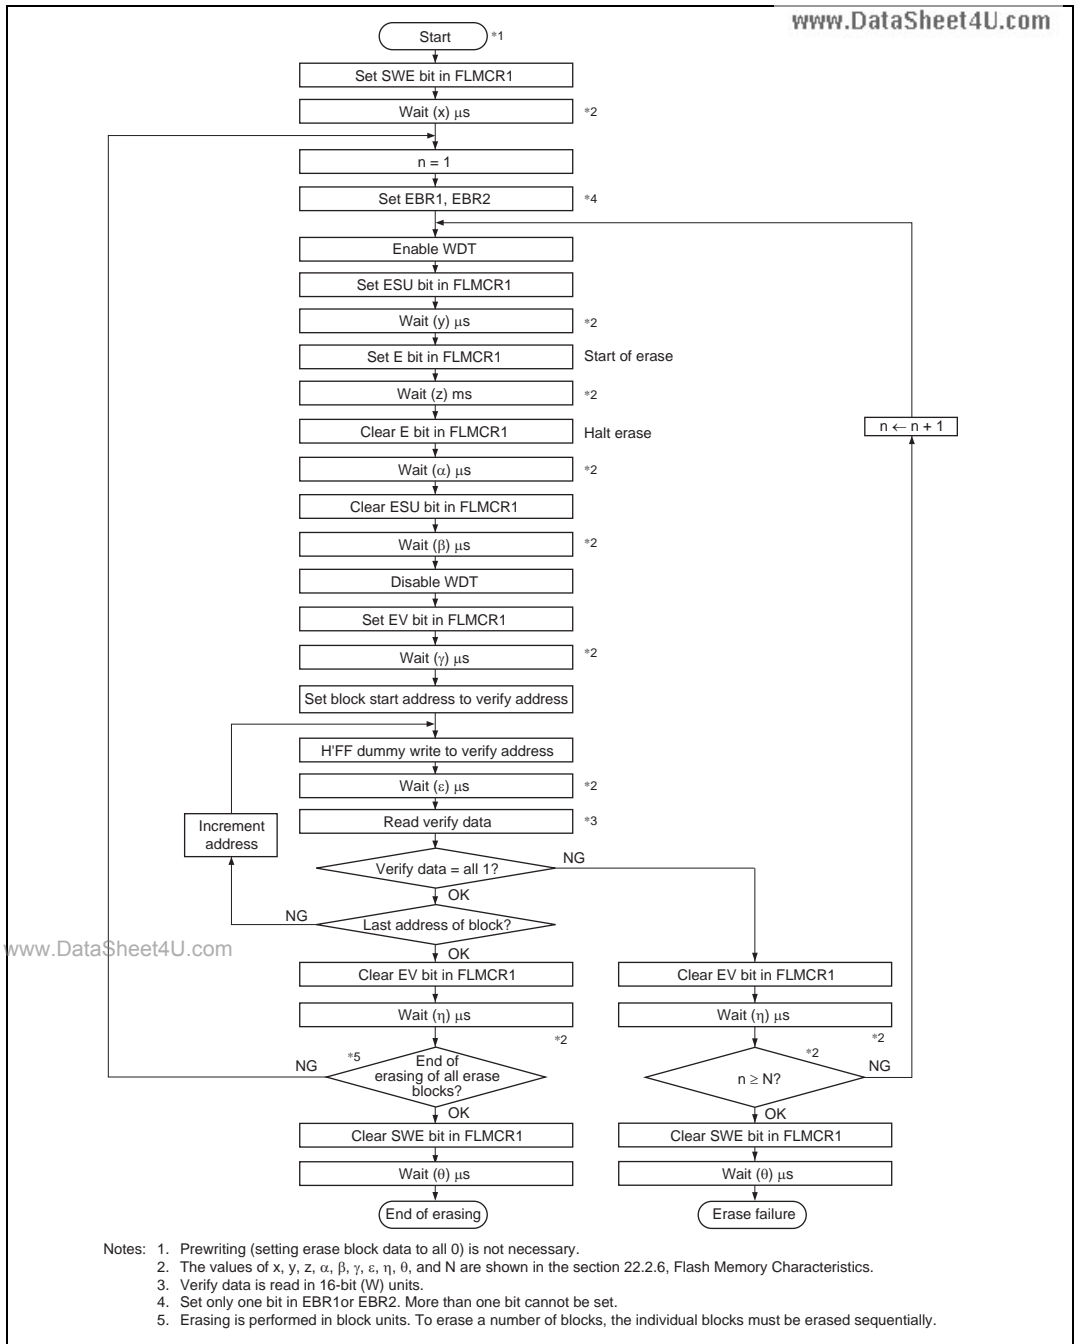 www.DataSheet4U.com
Start
*1
Set SWE bit in FLMCR1
Wait (x) μs
*2
n = 1
Set EBR1, EBR2
*4
Enable WDT
Set ESU bit in FLMCR1
Wait (y) μs
*2
Set E bit in FLMCR1
Start of erase
Wait (z) ms
*2
Clear E bit in FLMCR1
Halt erase
n ← n + 1
Wait (α) μs
*2
Clear ESU bit in FLMCR1
Wait (β) μs
*2
Disable WDT
Set EV bit in FLMCR1
Wait (γ) μs
*2
Set block start address to verify address
H'FF dummy write to verify address
Wait (ε) μs
*2
Increment
address
Read verify data
*3
Verify data = all 1?
NG
OK
NG
Last address of block?
www.DataSheet4U.com
OK
Clear EV bit in FLMCR1
Clear EV bit in FLMCR1
Wait (η) μs
Wait (η) μs
*2
*2
NG
*5
End of
erasing of all erase
blocks?
*2
n ≥ N?
NG
OK
OK
Clear SWE bit in FLMCR1
Clear SWE bit in FLMCR1
Wait (θ) μs
Wait (θ) μs
End of erasing
Erase failure
Notes: 1. Prewriting (setting erase block data to all 0) is not necessary.
2. The values of x, y, z, α, β, γ, ε, η, θ, and N are shown in the section 22.2.6, Flash Memory Characteristics.
3. Verify data is read in 16-bit (W) units.
4. Set only one bit in EBR1or EBR2. More than one bit cannot be set.
5. Erasing is performed in block units. To erase a number of blocks, the individual blocks must be erased sequentially.